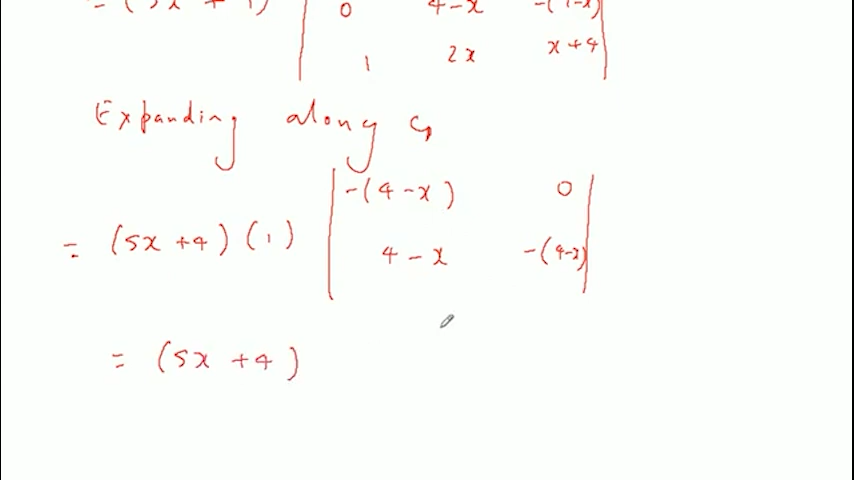 0 4-x -(4-x)
1 2x x+4
Expanding along C₁
= (5x+4)(1) | -(4-x) 0 |
| 4-x -(4-x) |
= (5x+4)